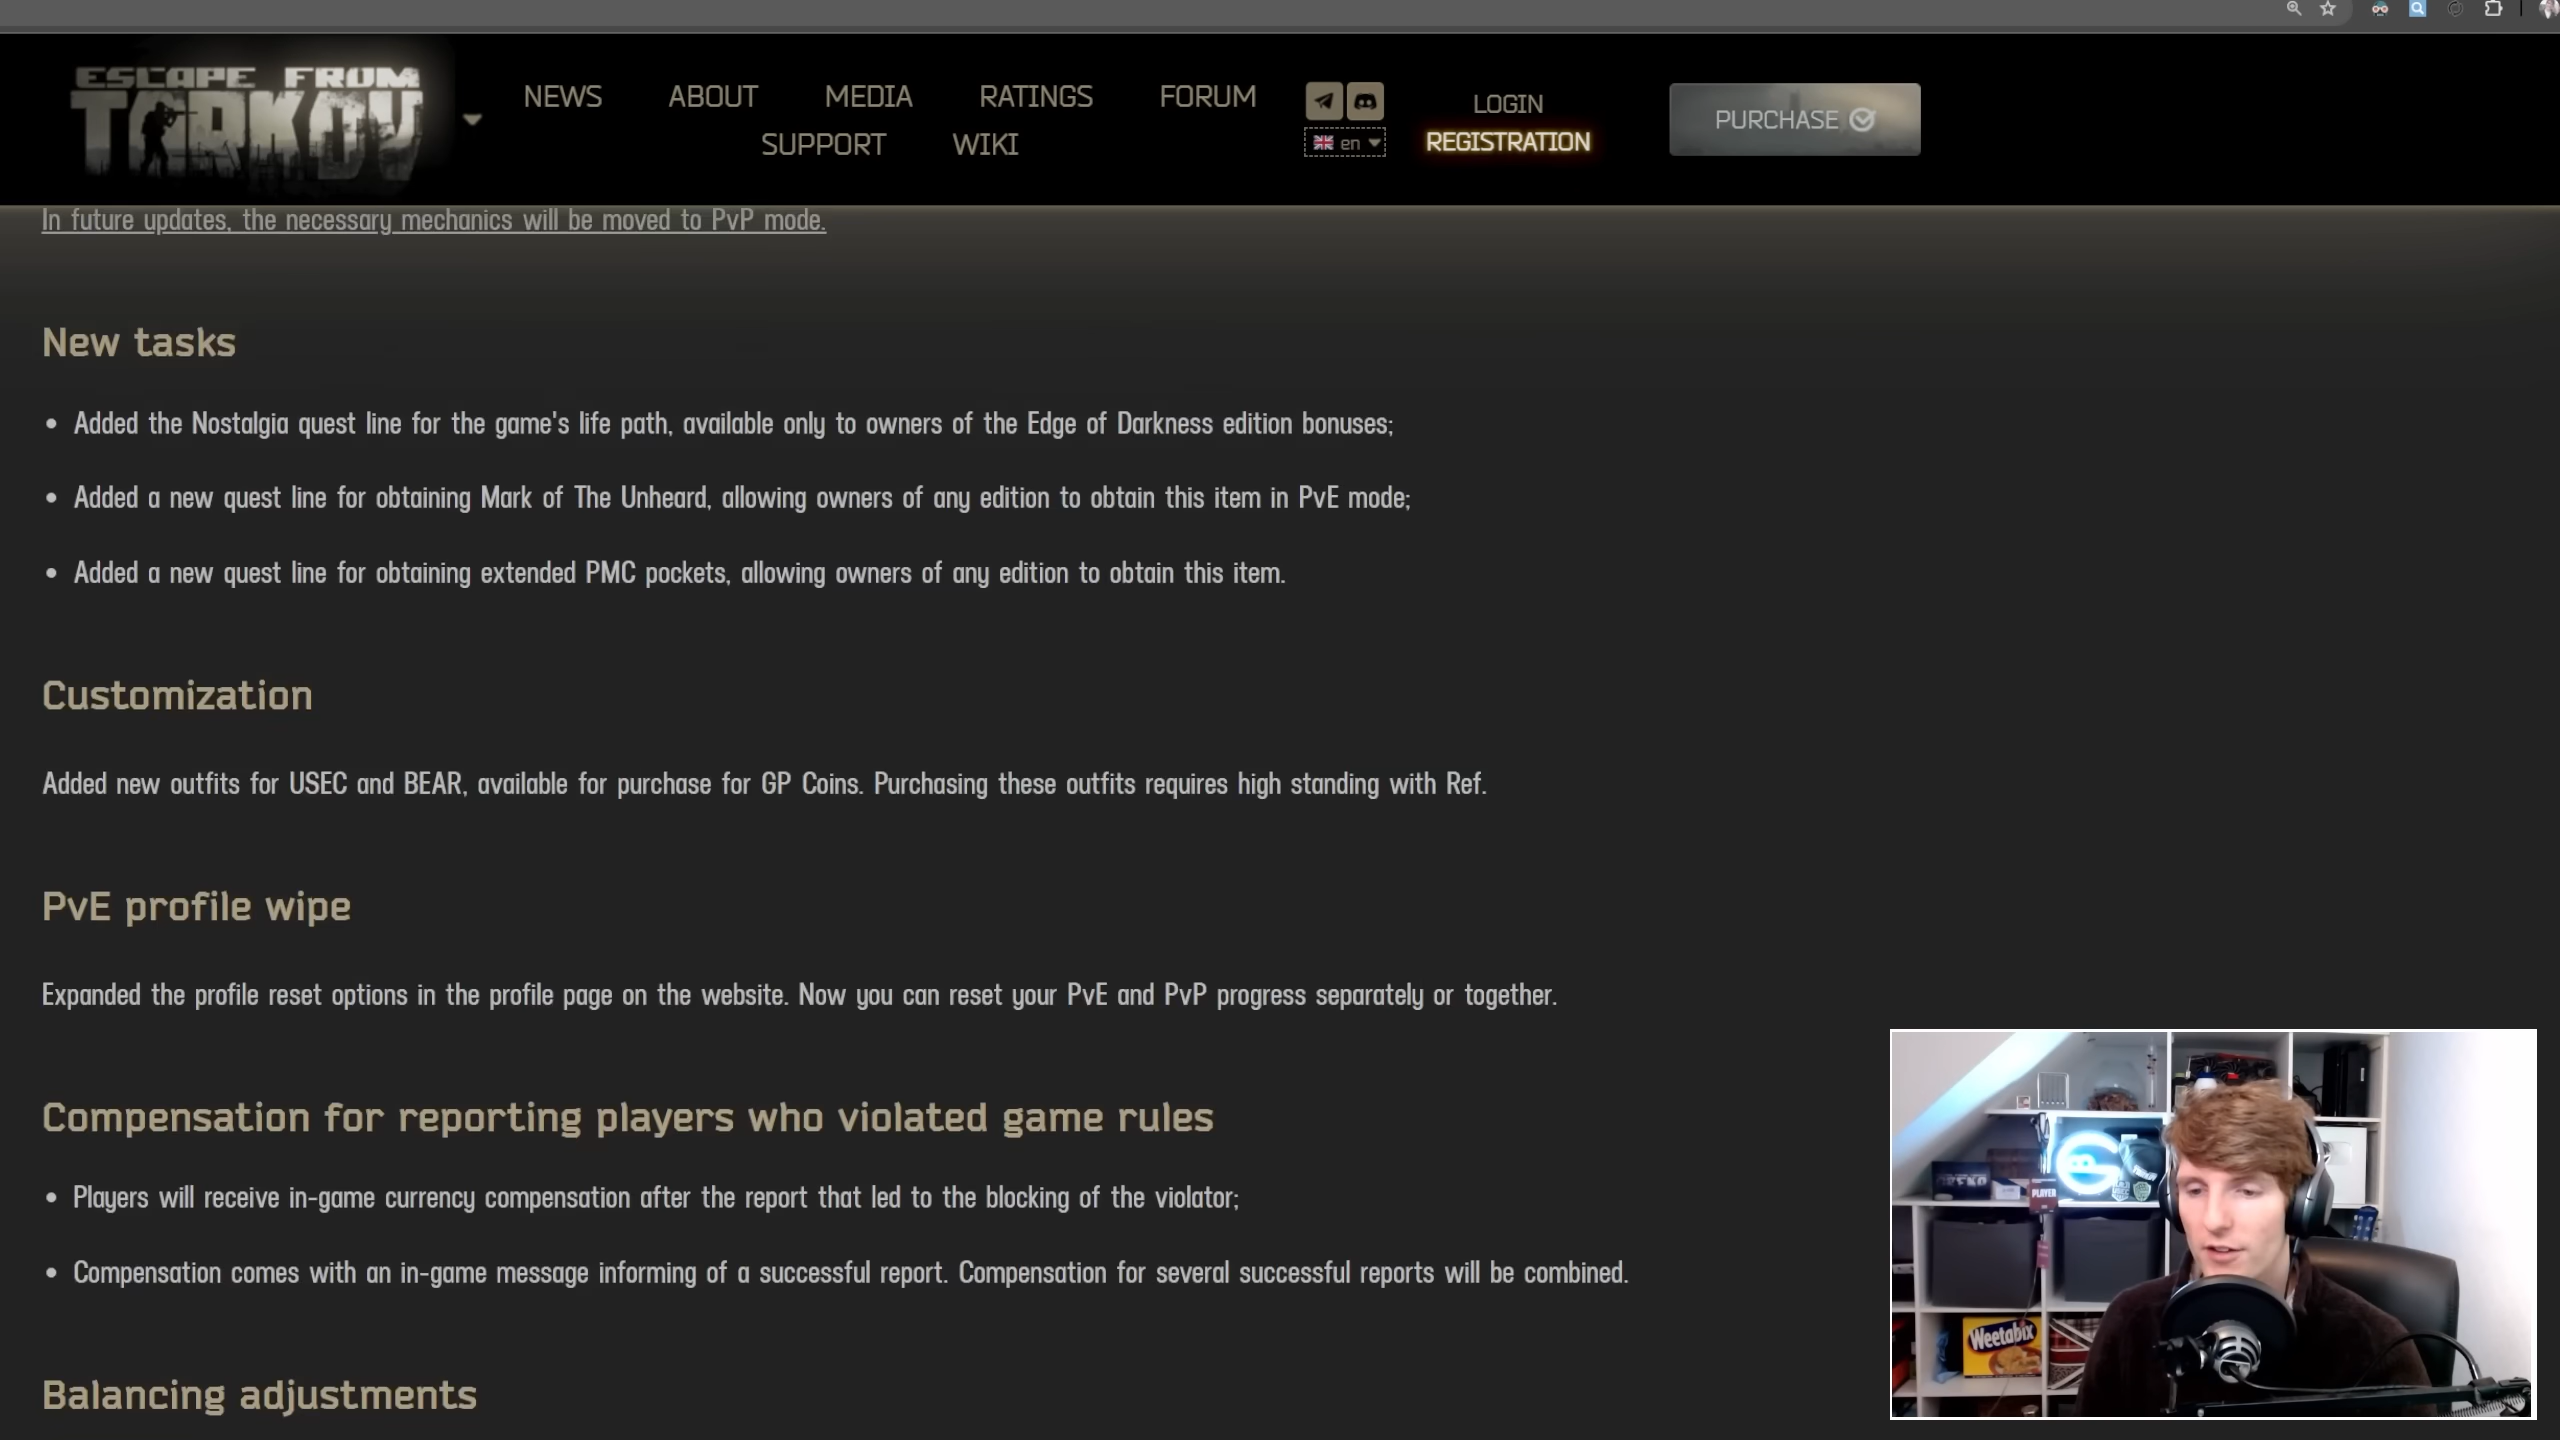 ESCAPE FROM
TARKOV
NEWS ABOUT MEDIA RATINGS FORUM
SUPPORT WIKI
en
LOGIN
REGISTRATION
PURCHASE
In future updates, the necessary mechanics will be moved to PvP mode.
New tasks
• Added the Nostalgia quest line for the game's life path, available only to owners of the Edge of Darkness edition bonuses;
• Added a new quest line for obtaining Mark of The Unheard, allowing owners of any edition to obtain this item in PvE mode;
• Added a new quest line for obtaining extended PMC pockets, allowing owners of any edition to obtain this item.
Customization
Added new outfits for USEC and BEAR, available for purchase for GP Coins. Purchasing these outfits requires high standing with Ref.
PvE profile wipe
Expanded the profile reset options in the profile page on the website. Now you can reset your PvE and PvP progress separately or together.
Compensation for reporting players who violated game rules
• Players will receive in-game currency compensation after the report that led to the blocking of the violator;
• Compensation comes with an in-game message informing of a successful report. Compensation for several successful reports will be combined.
Balancing adjustments
PLAYER
Weetabix